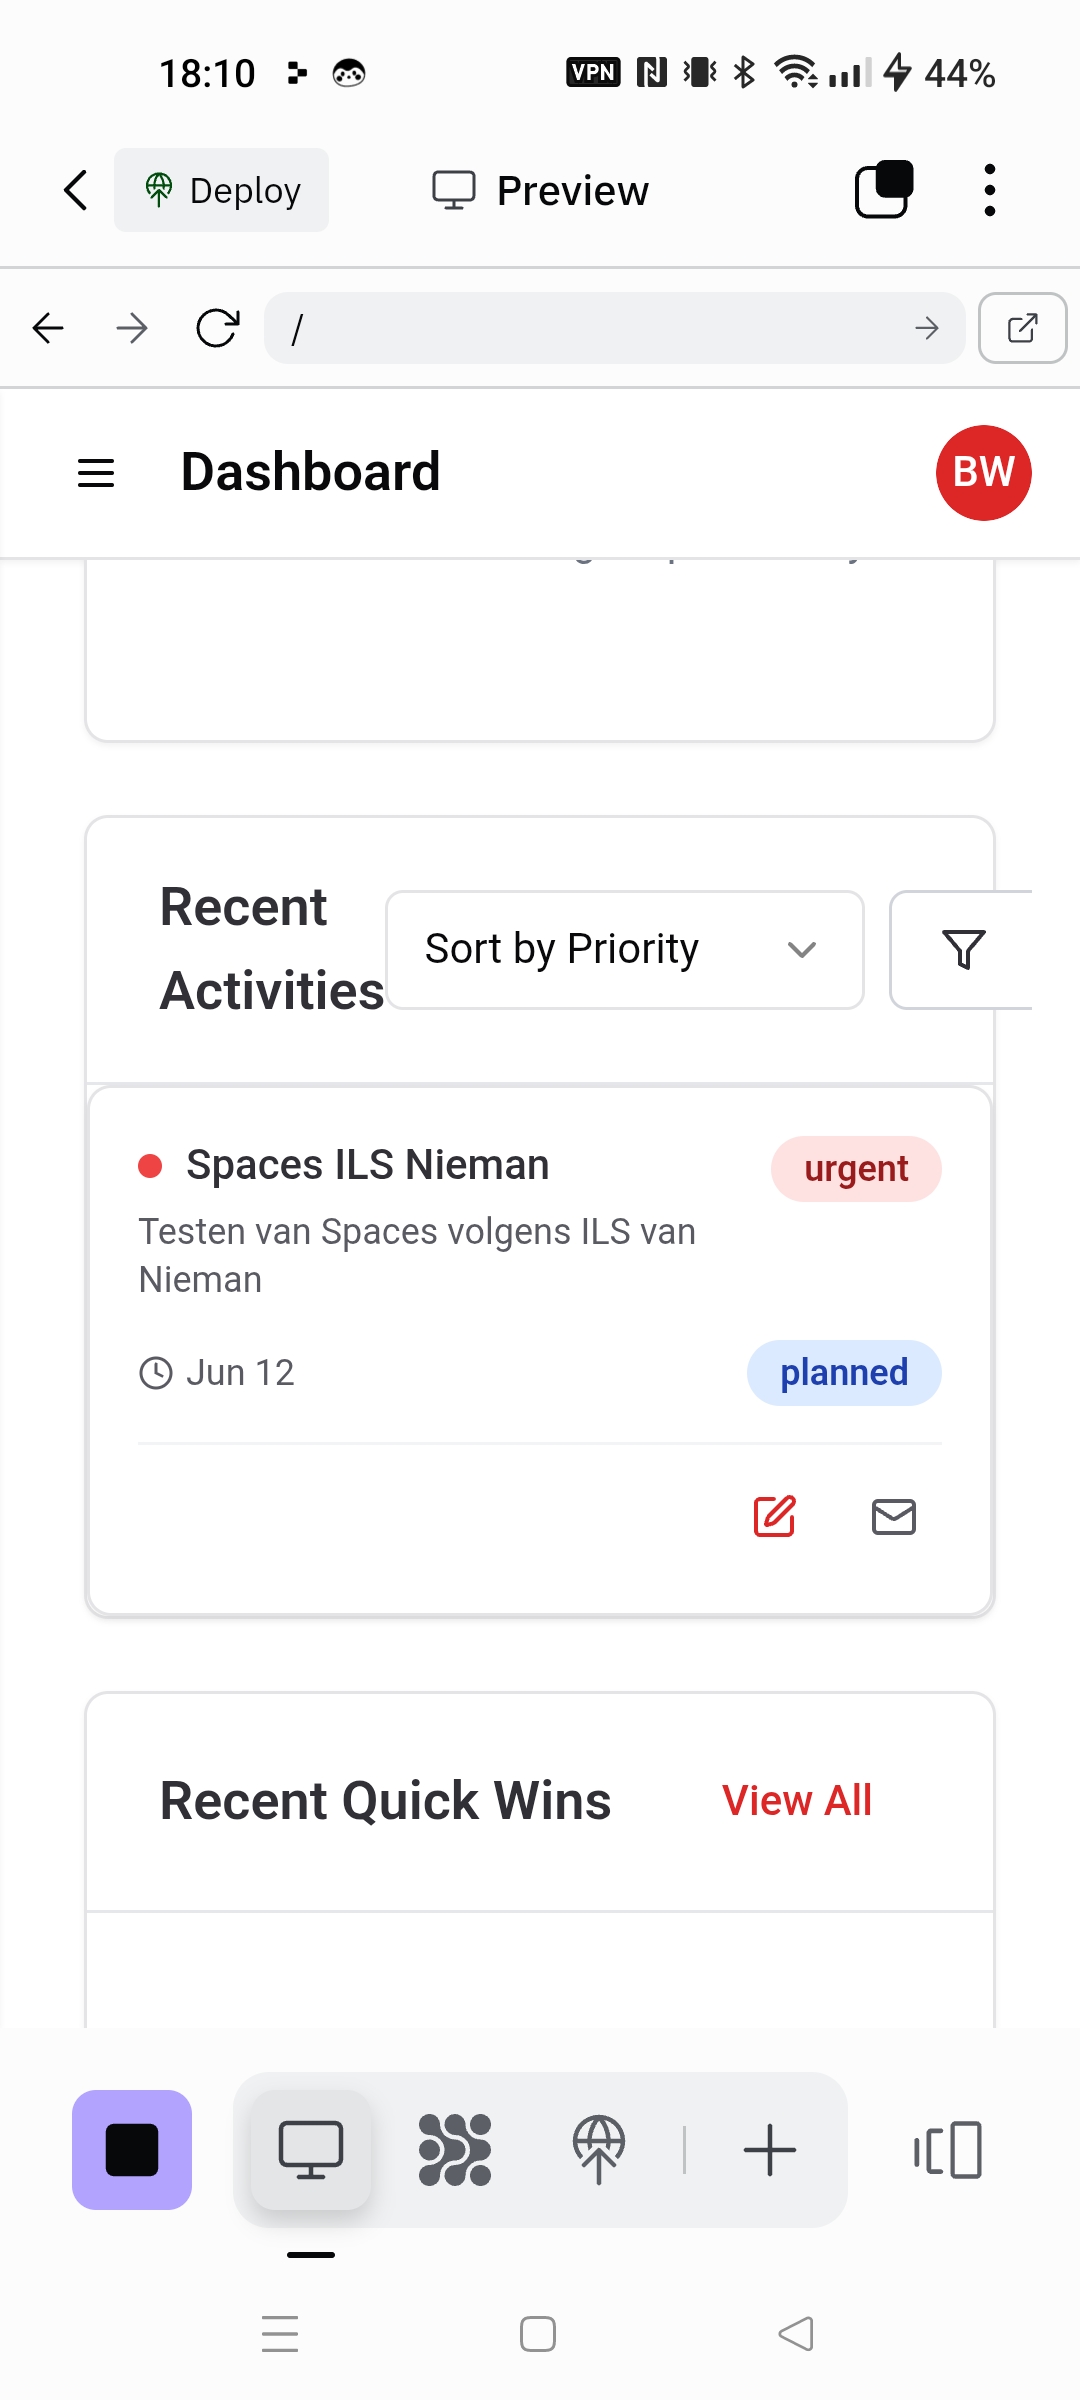 18:10
VPN
44%
Deploy
Preview
/
Dashboard
BW
Recent
Activities
Sort by Priority
Spaces ILS Nieman
urgent
Testen van Spaces volgens ILS van
Nieman
Jun 12
planned
Recent Quick Wins
View All